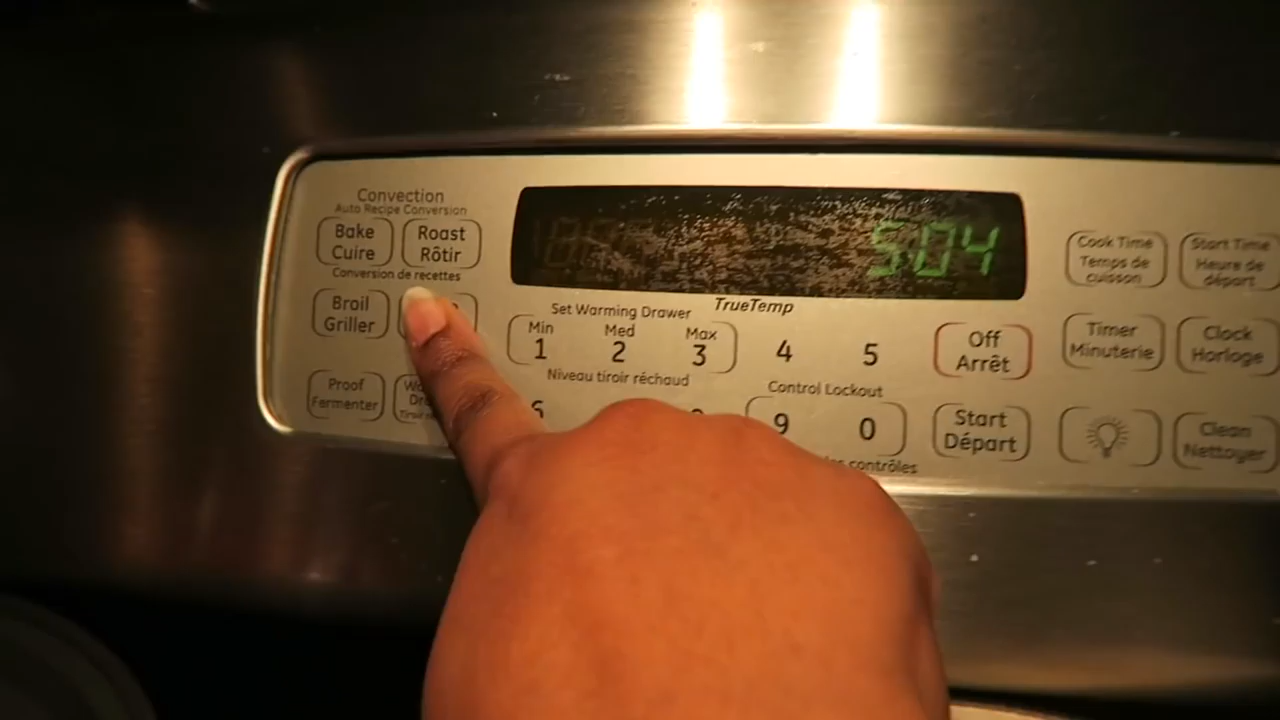 Convection
Auto Recipe Conversion
Bake
Cuire
Roast
Rôtir
Conversion de recettes
Broil
Griller
Proof
Fermenter
504
TrueTemp
Set Warming Drawer
Min
1
Med
2
Max
3
4
5
Niveau tiroir réchaud
Control Lockout
9
0
contrôles
Off
Arrêt
Start
Départ
Cook Time
Temps de
cuisson
Start Time
Heure de
départ
Timer
Minuterie
Clock
Horloge
Clean
Nettoyer